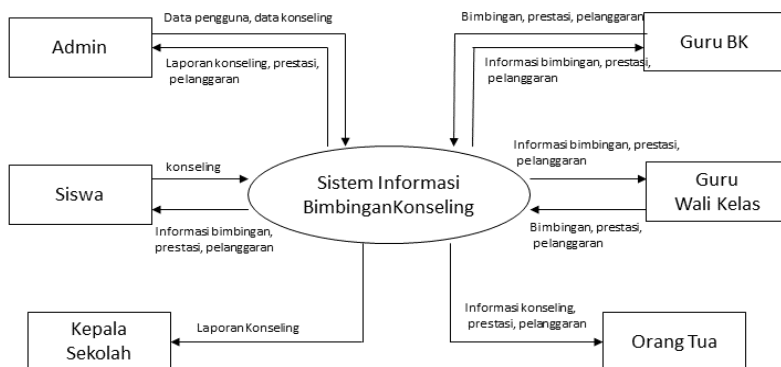 Admin
Data pengguna, data konseling
Laporan konseling, prestasi,
pelanggaran
Bimbingan, prestasi, pelanggaran
Informasi bimbingan, prestasi,
pelanggaran
Guru BK
Siswa
konseling
Informasi bimbingan,
prestasi, pelanggaran
Sistem Informasi
BimbinganKonseling
Informasi bimbingan, prestasi,
pelanggaran
Bimbingan, prestasi,
pelanggaran
Guru
Wali Kelas
Kepala
Sekolah
Laporan Konseling
Informasi konseling,
prestasi, pelanggaran
Orang Tua